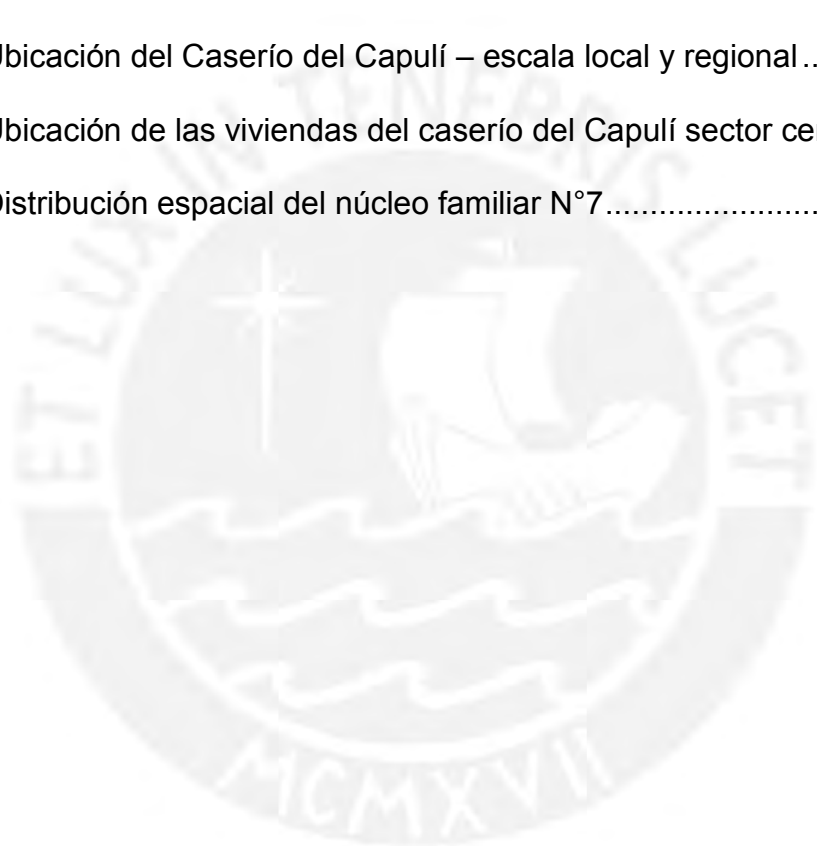 Ubicación del Caserío del Capulí – escala local y regional..
Ubicación de las viviendas del caserío del Capulí sector
Distribución espacial del núcleo familiar N°7........................
ET LUX IN TENEBRIS LUCET
MCMXVII